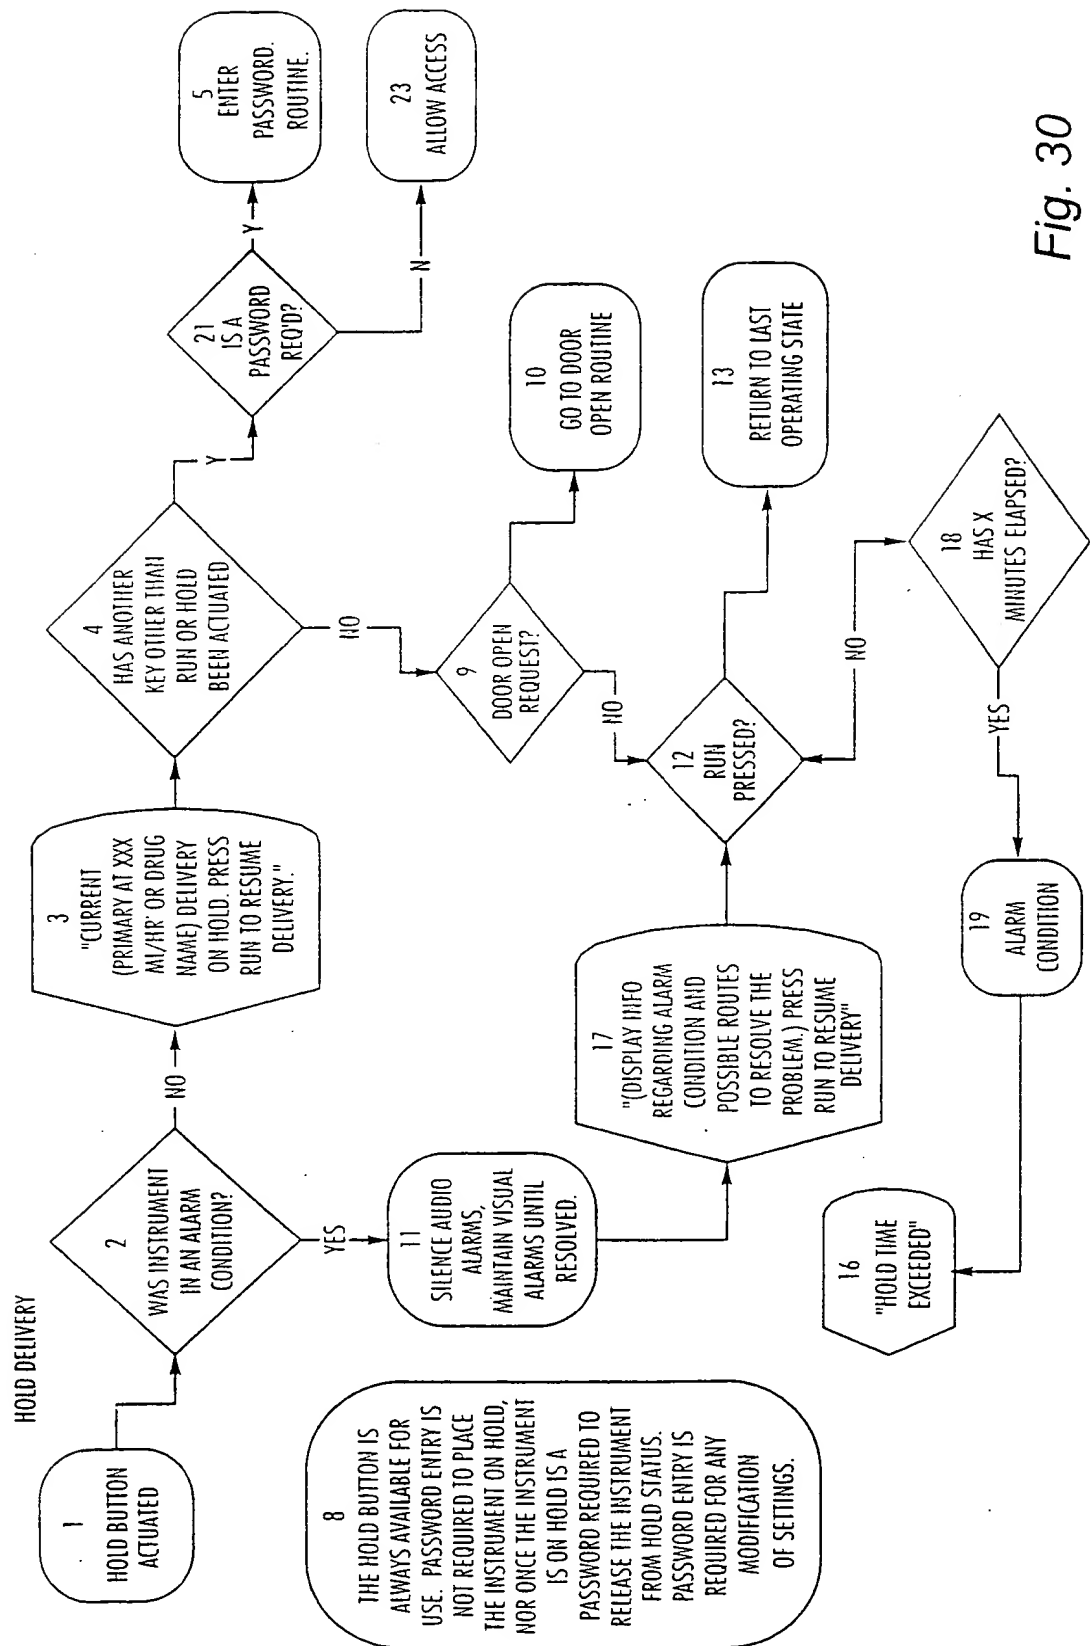 HOLD DELIVERY
1
HOLD BUTTON
ACTUATED
2
WAS INSTRUMENT
IN AN ALARM
CONDITION?
NO
YES
3
"CURRENT
(PRIMARY AT XXX
Ml/HR' OR DRUG
NAME) DELIVERY
ON HOLD. PRESS
RUN TO RESUME
DELIVERY."
4
HAS ANOTHER
KEY OTHER THAN
RUN OR HOLD
BEEN ACTUATED
Y
NO
21
IS A
PASSWORD
REQ'D?
Y
N
5
ENTER
PASSWORD.
ROUTINE.
23
ALLOW ACCESS
9
DOOR OPEN
REQUEST?
NO
10
GO TO DOOR
OPEN ROUTINE
11
SILENCE AUDIO
ALARMS,
MAINTAIN VISUAL
ALARMS UNTIL
RESOLVED.
17
"(DISPLAY INFO
REGARDING ALARM
CONDITION AND
POSSIBLE ROUTES
TO RESOLVE THE
PROBLEM.) PRESS
RUN TO RESUME
DELIVERY"
12
RUN
PRESSED?
NO
13
RETURN TO LAST
OPERATING STATE
18
HAS X
MINUTES ELAPSED?
YES
19
ALARM
CONDITION
16
"HOLD TIME
EXCEEDED"
8
THE HOLD BUTTON IS
ALWAYS AVAILABLE FOR
USE. PASSWORD ENTRY IS
NOT REQUIRED TO PLACE
THE INSTRUMENT ON HOLD,
NOR ONCE THE INSTRUMENT
IS ON HOLD IS A
PASSWORD REQUIRED TO
RELEASE THE INSTRUMENT
FROM HOLD STATUS.
PASSWORD ENTRY IS
REQUIRED FOR ANY
MODIFICATION
OF SETTINGS.
Fig. 30